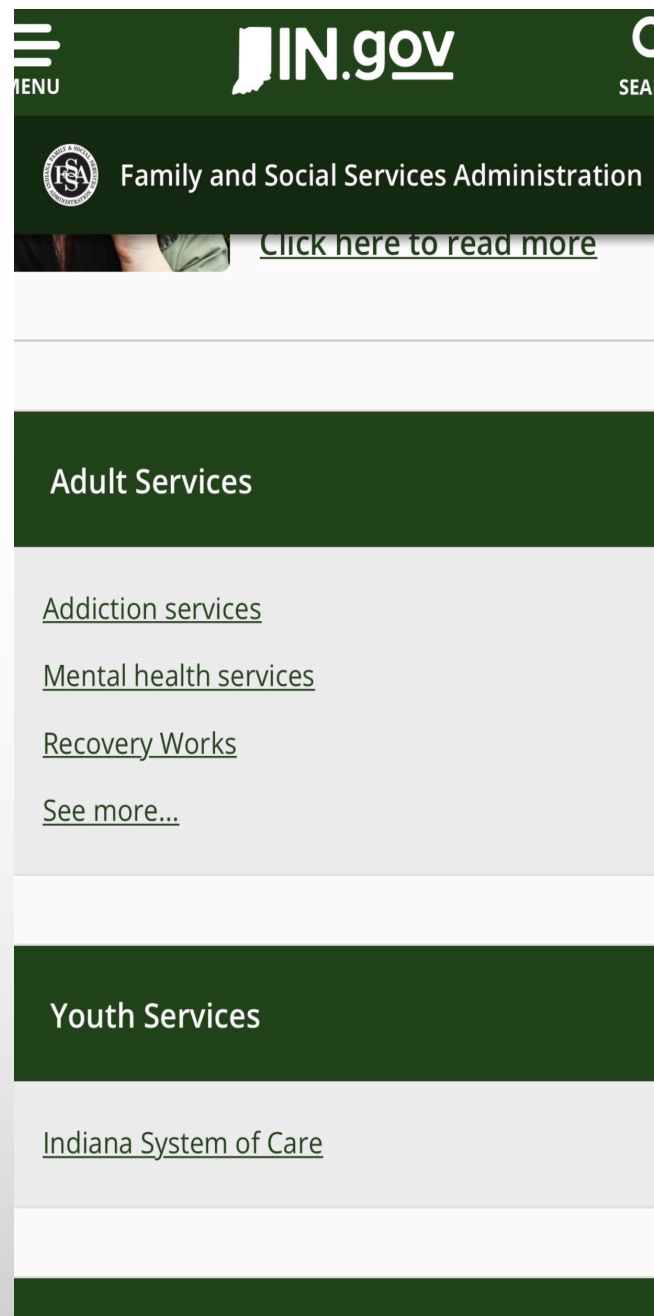 IN.gov
MENU
SEA
Family and Social Services Administration
Click here to read more
Adult Services
Addiction services
Mental health services
Recovery Works
See more...
Youth Services
Indiana System of Care